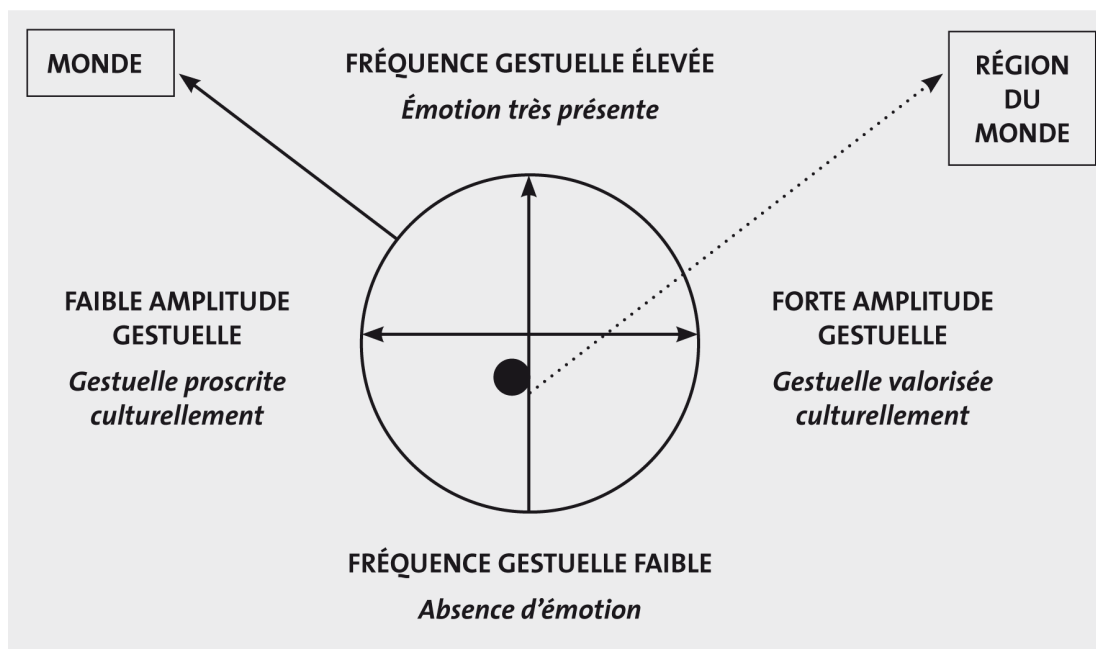 MONDE
FRÉQUENCE GESTUELLE ÉLEVÉE
Émotion très présente
RÉGION
DU
MONDE
FAIBLE AMPLITUDE
GESTUELLE
Gestuelle proscrite
culturellement
FORTE AMPLITUDE
GESTUELLE
Gestuelle valorisée
culturellement
FRÉQUENCE GESTUELLE FAIBLE
Absence d’émotion